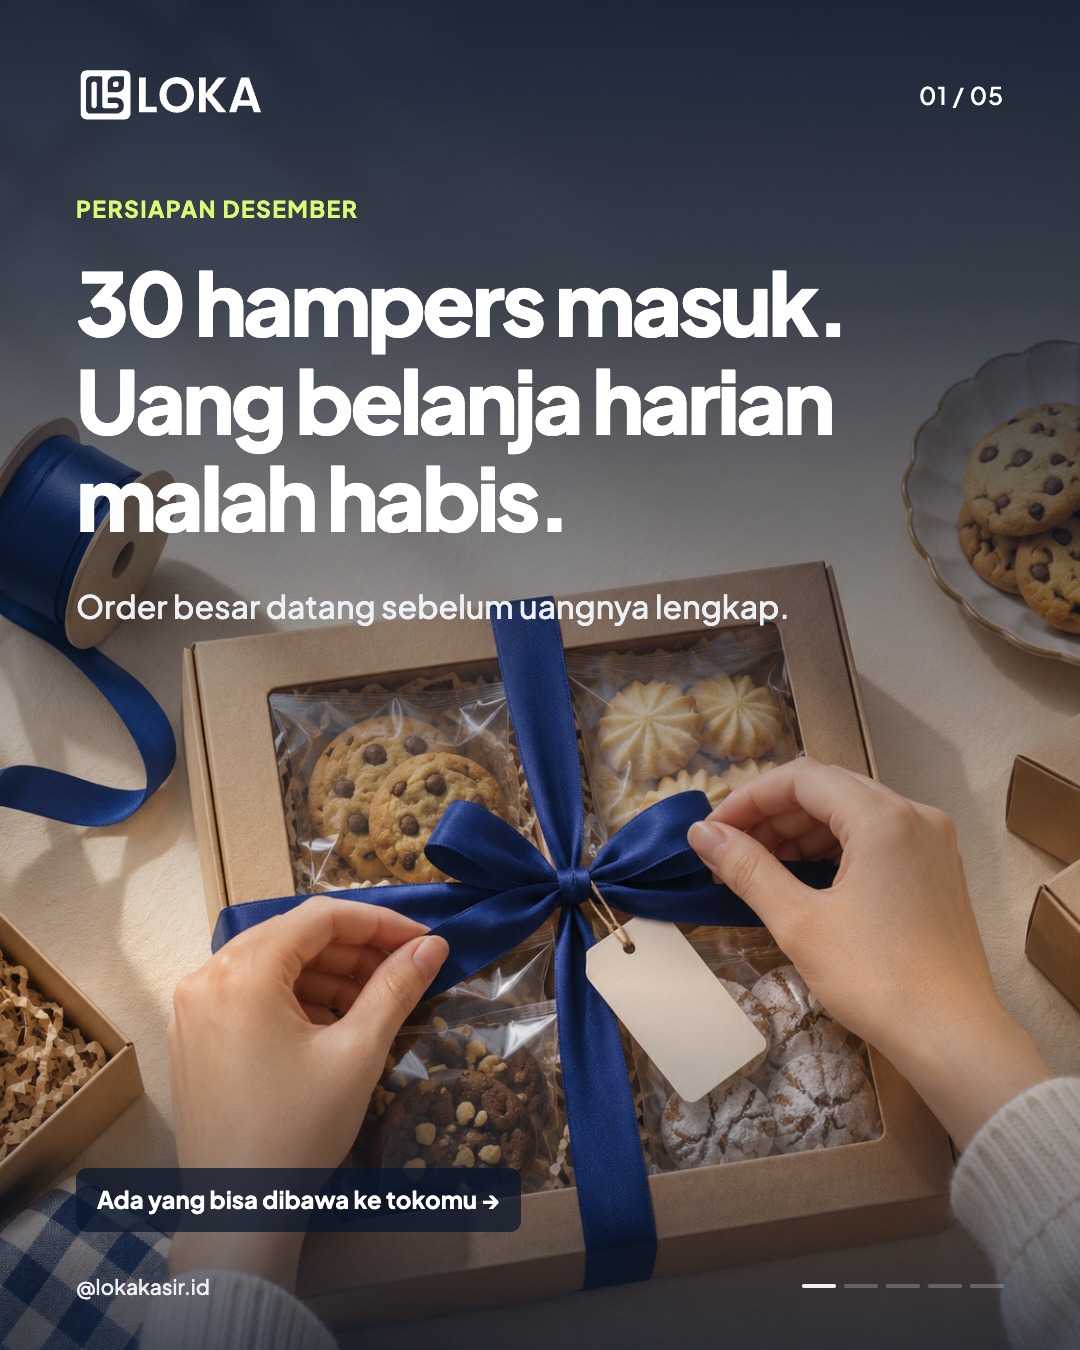 LOKA
01 / 05
PERSIAPAN DESEMBER
30 hampers masuk.
Uang belanja harian
malah habis.
Order besar datang sebelum uangnya lengkap.
Ada yang bisa dibawa ke tokomu →
@lokakasir.id